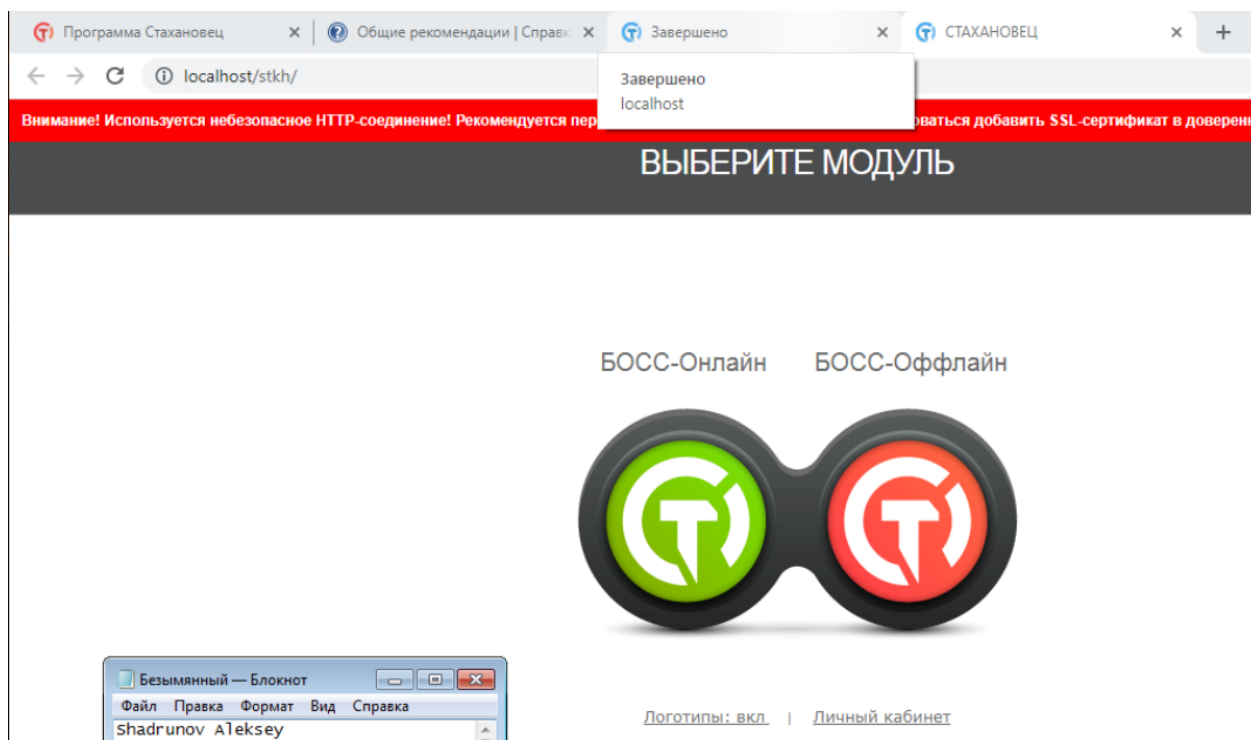 Программа Стахановец
Общие рекомендации | Справк
Завершено
СТАХАНОВЕЦ
localhost/stkh/
Завершено
localhost
Внимание! Используется небезопасное HTTP-соединение! Рекомендуется пер
оваться добавить SSL-сертификат в доверенн
ВЫБЕРИТЕ МОДУЛЬ
БОСС-Онлайн БОСС-Оффлайн
Безымянный — Блокнот
Файл Правка Формат Вид Справка
Shadrunov Aleksey
Логотипы: вкл | Личный кабинет